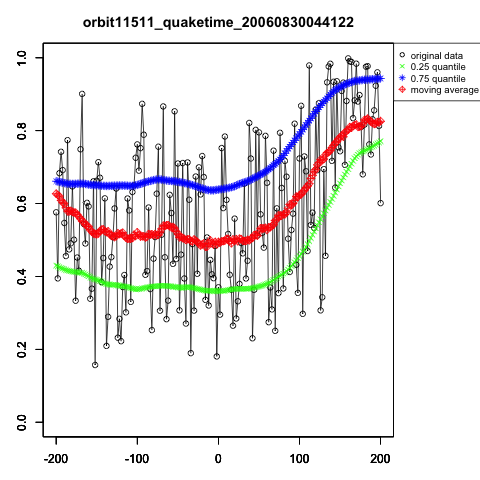 orbit11511_quaketime_20060830044122
original data
0.25 quantile
0.75 quantile
moving average
1.0
0.8
0.6
0.4
0.2
0.0
-200 -100 0 100 200